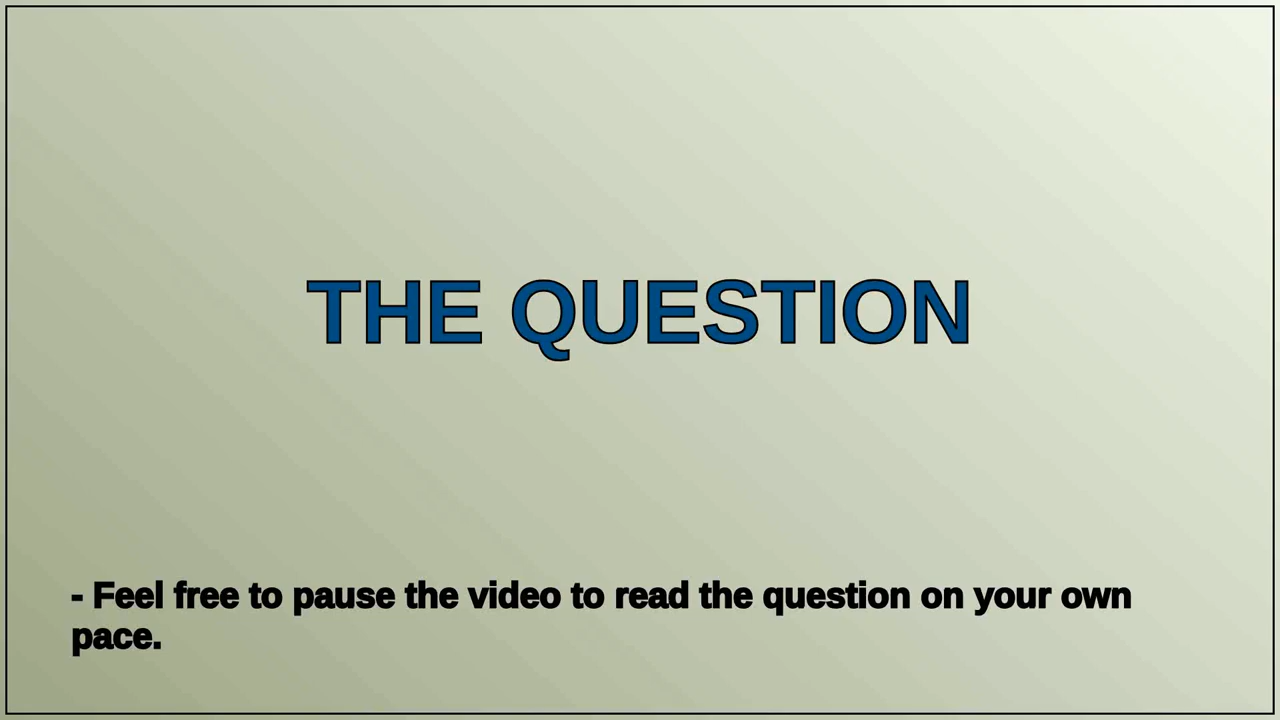 THE QUESTION
- Feel free to pause the video to read the question on your own
pace.